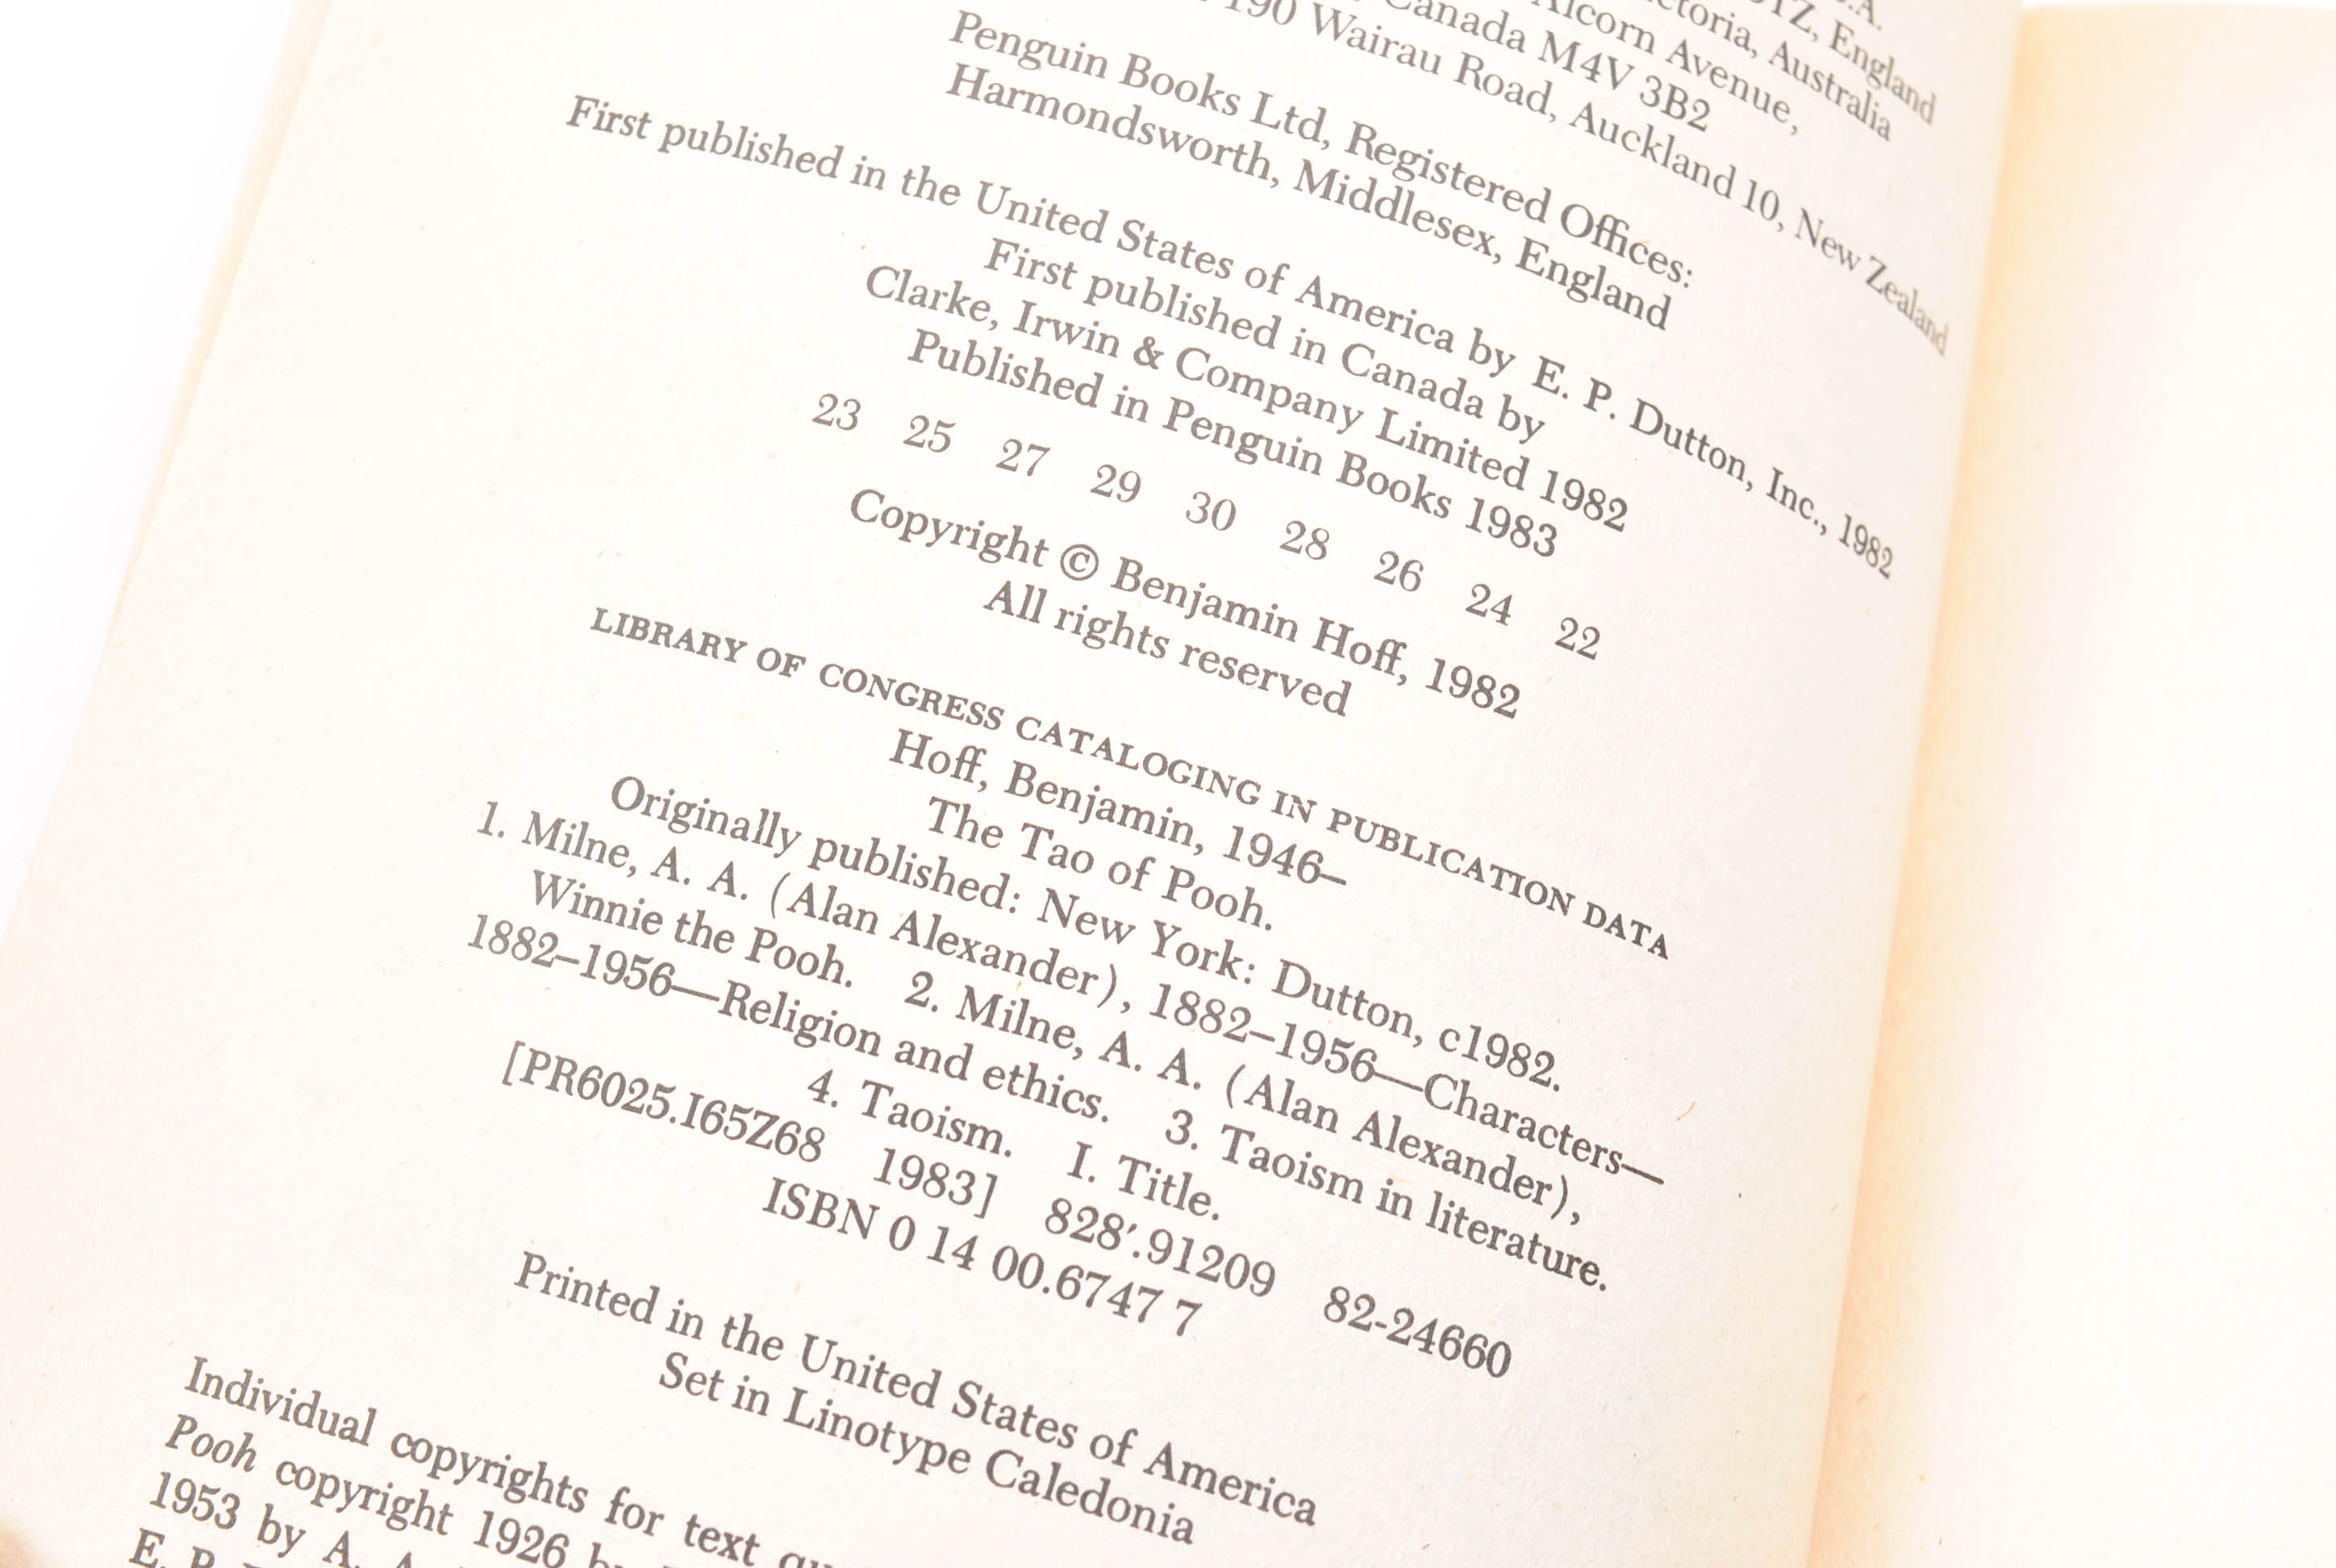 .A.
TZ, England
ctoria, Australia
Alcorn Avenue,
Canada M4V 3B2
190 Wairau Road, Auckland 10, New Zealand
Penguin Books Ltd, Registered Offices:
Harmondsworth, Middlesex, England
First published in the United States of America by E. P. Dutton, Inc., 1982
First published in Canada by
Clarke, Irwin & Company Limited 1982
Published in Penguin Books 1983
23 25 27 29 30 28 26 24 22
Copyright © Benjamin Hoff, 1982
All rights reserved
LIBRARY OF CONGRESS CATALOGING IN PUBLICATION DATA
Hoff, Benjamin, 1946–
The Tao of Pooh.
Originally published: New York: Dutton, c1982.
1. Milne, A. A. (Alan Alexander), 1882–1956—Characters—
Winnie the Pooh. 2. Milne, A. A. (Alan Alexander),
1882–1956—Religion and ethics. 3. Taoism in literature.
4. Taoism. I. Title.
[PR6025.I65Z68 1983] 828′.91209 82-24660
ISBN 0 14 00.6747 7
Printed in the United States of America
Set in Linotype Caledonia
Individual copyrights for text
Pooh copyright 1926
1953 by A. A.
E. P.